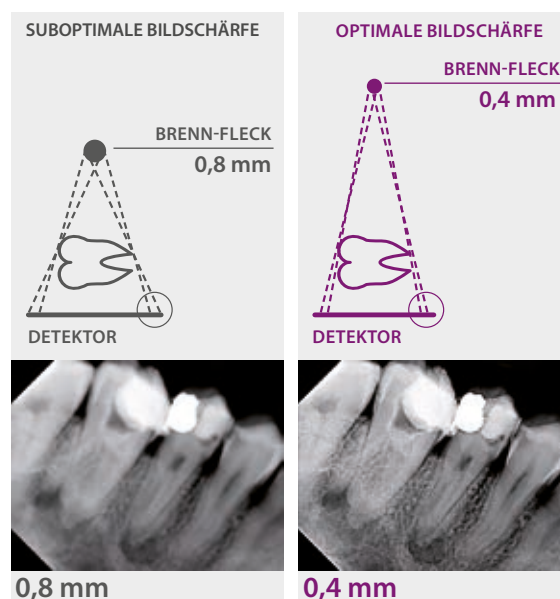 SUBOPTIMALE BILDSCHÄRFE
BRENN-FLECK
0,8 mm
DETEKTOR
0,8 mm
OPTIMALE BILDSCHÄRFE
BRENN-FLECK
0,4 mm
DETEKTOR
0,4 mm